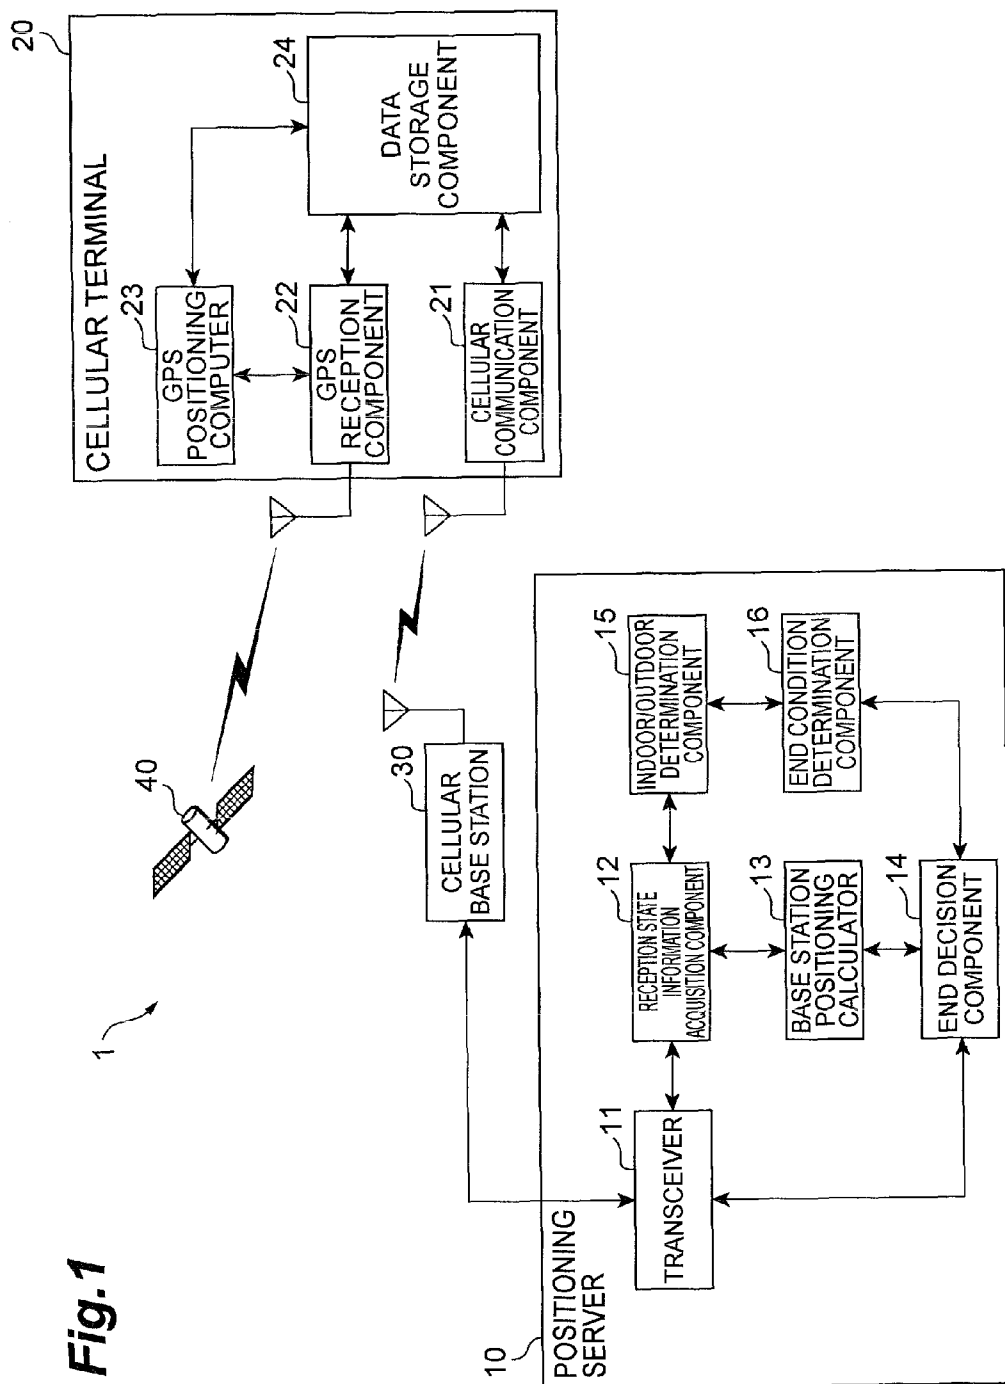 Fig.1
1
40
CELLULAR TERMINAL
20
GPS
POSITIONING
COMPUTER
23
GPS
RECEPTION
COMPONENT
22
CELLULAR
COMMUNICATION
COMPONENT
21
DATA
STORAGE
COMPONENT
24
CELLULAR
BASE STATION
30
10
POSITIONING
SERVER
TRANSCEIVER
11
RECEPTION STATE
INFORMATION
ACQUISITION COMPONENT
12
BASE STATION
POSITIONING
CALCULATOR
13
END DECISION
COMPONENT
14
INDOOR/OUTDOOR
DETERMINATION
COMPONENT
15
END CONDITION
DETERMINATION
COMPONENT
16